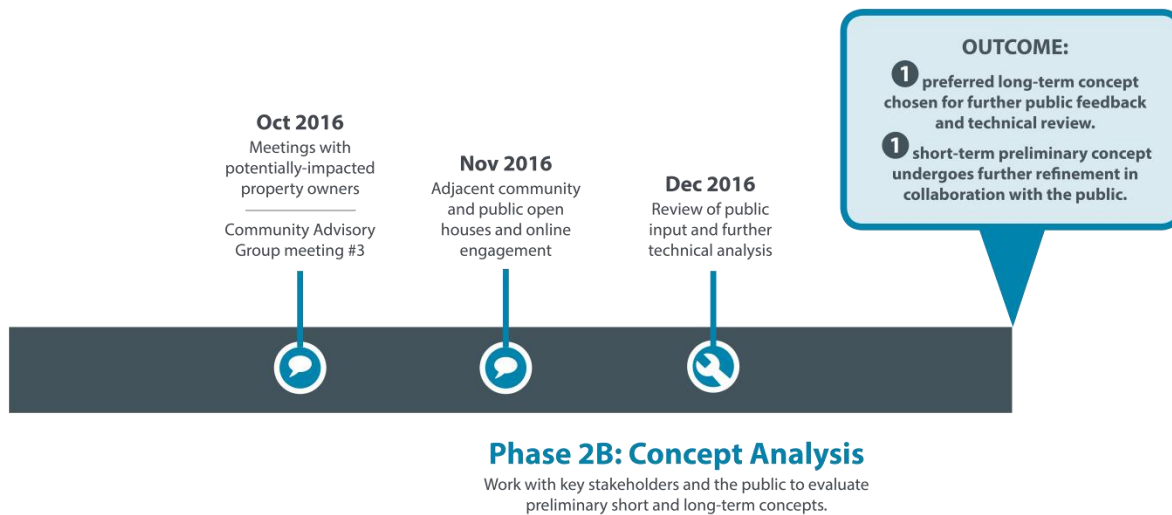 Oct 2016
Meetings with
potentially-impacted
property owners
Community Advisory
Group meeting #3
Nov 2016
Adjacent community
and public open
houses and online
engagement
Dec 2016
Review of public
input and further
technical analysis
OUTCOME:
1 preferred long-term concept
chosen for further public feedback
and technical review.
1 short-term preliminary concept
undergoes further refinement in
collaboration with the public.
Phase 2B: Concept Analysis
Work with key stakeholders and the public to evaluate
preliminary short and long-term concepts.